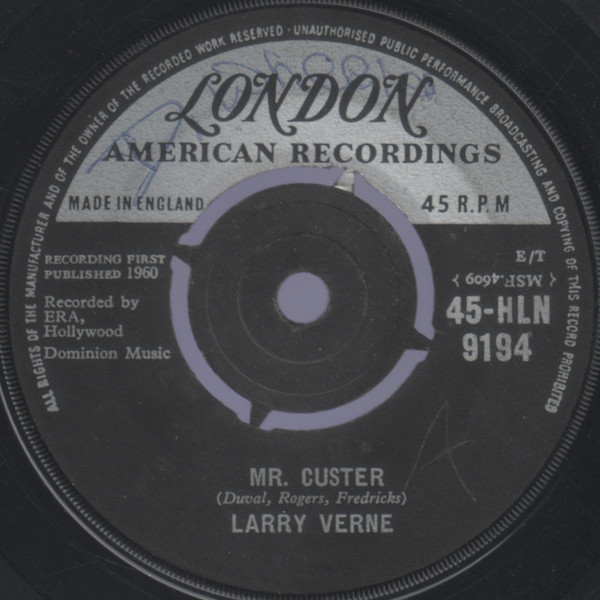 ALL RIGHTS OF THE MANUFACTURER AND OF THE OWNER OF THE RECORDED WORK RESERVED · UNAUTHORISED PUBLIC PERFORMANCE BROADCASTING AND COPYING OF THIS RECORD PROHIBITED
LONDON
AMERICAN RECORDINGS
MADE IN ENGLAND
45 R.P.M
RECORDING FIRST
PUBLISHED 1960
Recorded by
ERA,
Hollywood
Dominion Music
E/T
(MSF.4609)
45-HLN
9194
A
MR. CUSTER
(Duval, Rogers, Fredricks)
LARRY VERNE